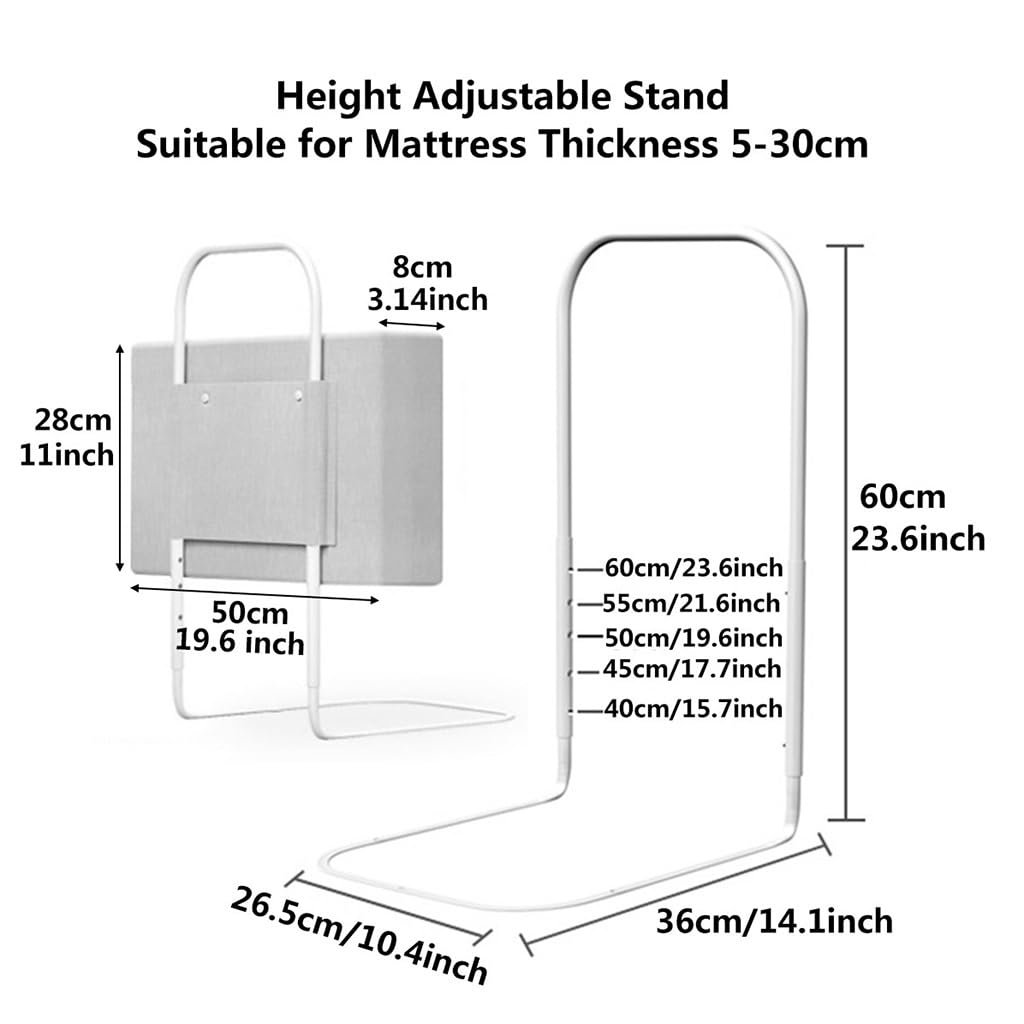 Height Adjustable Stand
Suitable for Mattress Thickness 5-30cm
8cm
3.14inch
28cm
11inch
50cm
19.6 inch
60cm
23.6inch
60cm/23.6inch
55cm/21.6inch
50cm/19.6inch
45cm/17.7inch
40cm/15.7inch
26.5cm/10.4inch
36cm/14.1inch